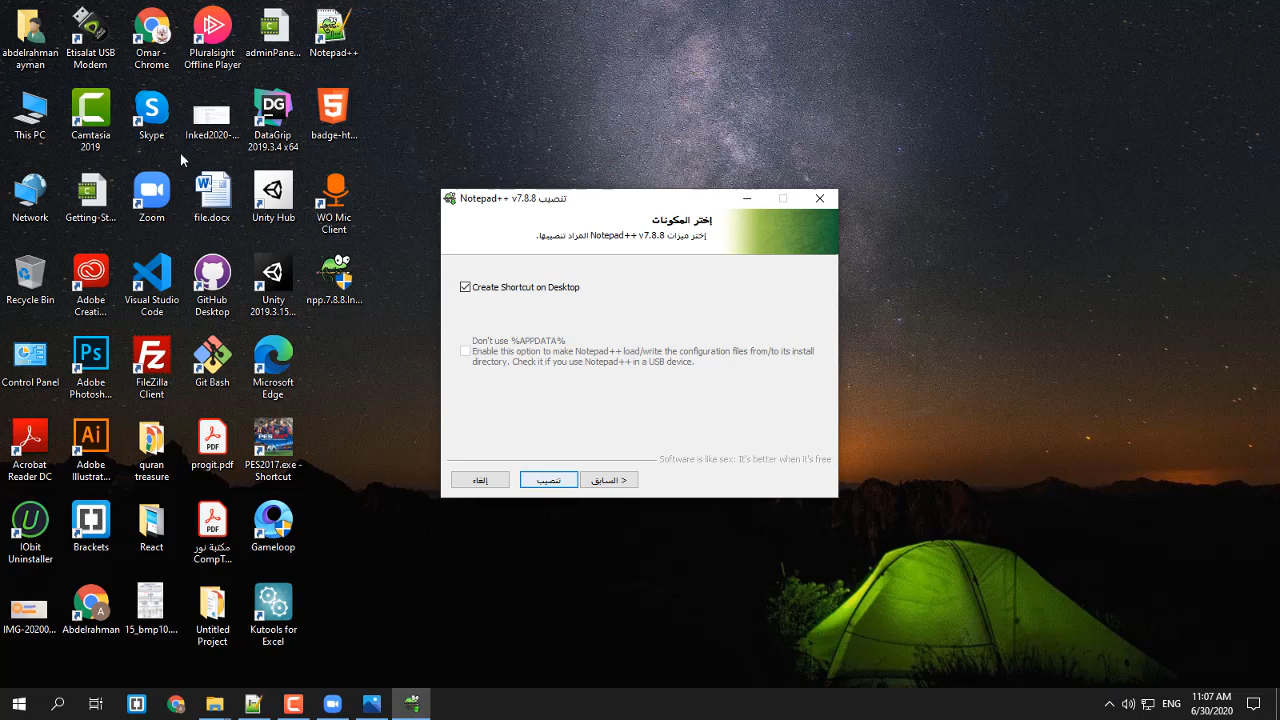 abdelrahman
ayman
Etisalat USB
Modem
Omar -
Chrome
Pluralsight
Offline Player
adminPane...
Notepad++
This PC
Camtasia
2019
Skype
Inked2020-...
DG
DataGrip
2019.3.4 x64
badge-ht...
Network
Getting-St...
Zoom
file.docx
Unity Hub
WO Mic
Client
Recycle Bin
Adobe
Creati...
Visual Studio
Code
GitHub
Desktop
Unity
2019.3.15...
npp.7.8.8.In...
Control Panel
Ps
Adobe
Photosh...
FileZilla
Client
Git Bash
Microsoft
Edge
Acrobat
Reader DC
Ai
Adobe
Illustrat...
quran
treasure
PDF
progit.pdf
PES2017.exe -
Shortcut
IObit
Uninstaller
Brackets
React
PDF
مكتبة نور
CompT...
Gameloop
IMG-20200...
A
Abdelrahman
15_bmp10....
Untitled
Project
Kutools for
Excel
تنصيب Notepad++ v7.8.8
إختر المكونات
إختر ميزات Notepad++ v7.8.8 المراد تنصيبها.
Create Shortcut on Desktop
Don't use %APPDATA%
Enable this option to make Notepad++ load/write the configuration files from/to its install
directory. Check it if you use Notepad++ in a USB device.
Software is like sex: It's better when it's free
إلغاء
تنصيب
< السابق
ENG
11:07 AM
6/30/2020